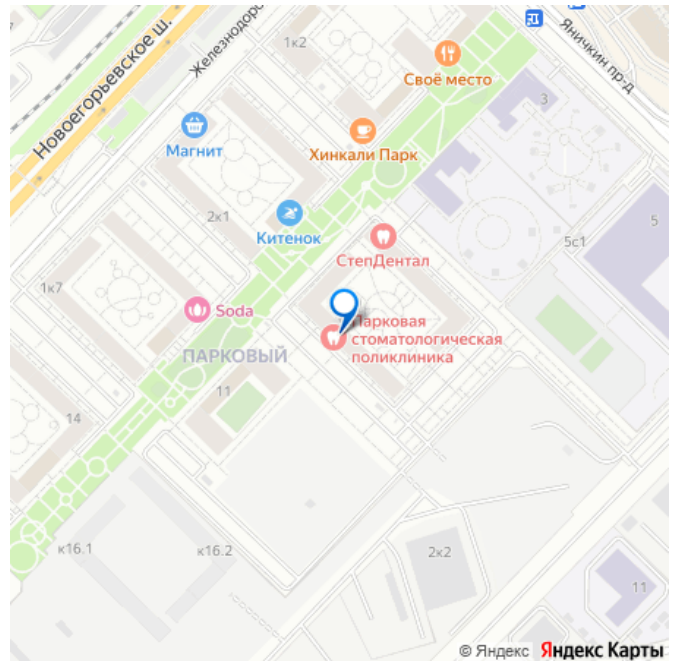 Новоегорьевское ш.
Железнодоро
1к2
Яничкин пр-д
Своё место
3
Магнит
Хинкали Парк
2к1
Китенок
5
5с1
СтепДентал
1к7
Soda
Парковая
стоматологическая
поликлиника
ПАРКОВЫЙ
11
14
к16.1
к16.2
2к2
11
© Яндекс Яндекс Карты